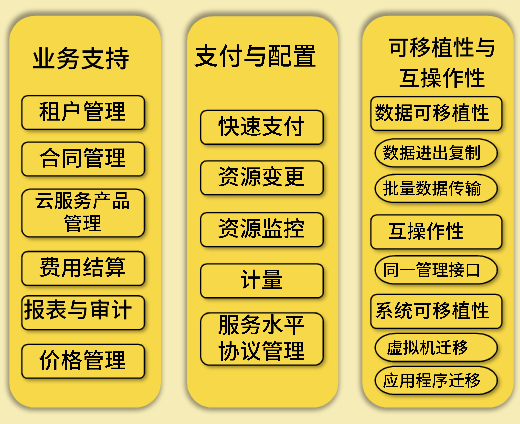 业务支持
租户管理
合同管理
云服务产品
管理
费用结算
报表与审计
价格管理
支付与配置
快速支付
资源变更
资源监控
计量
服务水平
协议管理
可移植性与
互操作性
数据可移植性
数据进出复制
批量数据传输
互操作性
同一管理接口
系统可移植性
虚拟机迁移
应用程序迁移